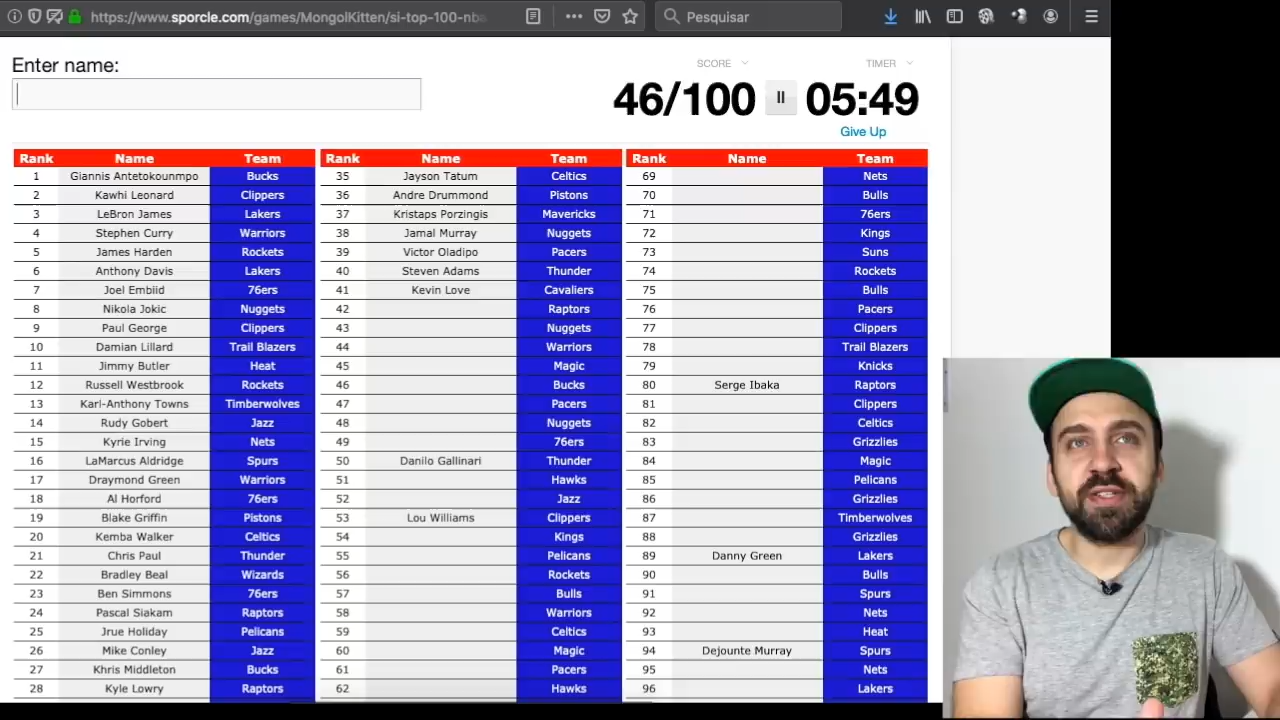 https://www.sporcle.com/games/MongolKitten/si-top-100-nba
Pesquisar
Enter name:
SCORE
TIMER
46/100
05:49
Give Up
Rank Name Team Rank Name Team Rank Name Team
1 Giannis Antetokounmpo Bucks 35 Jayson Tatum Celtics 69 Nets
2 Kawhi Leonard Clippers 36 Andre Drummond Pistons 70 Bulls
3 LeBron James Lakers 37 Kristaps Porzingis Mavericks 71 76ers
4 Stephen Curry Warriors 38 Jamal Murray Nuggets 72 Kings
5 James Harden Rockets 39 Victor Oladipo Pacers 73 Suns
6 Anthony Davis Lakers 40 Steven Adams Thunder 74 Rockets
7 Joel Embiid 76ers 41 Kevin Love Cavaliers 75 Bulls
8 Nikola Jokic Nuggets 42 Raptors 76 Pacers
9 Paul George Clippers 43 Nuggets 77 Clippers
10 Damian Lillard Trail Blazers 44 Warriors 78 Trail Blazers
11 Jimmy Butler Heat 45 Magic 79 Knicks
12 Russell Westbrook Rockets 46 Bucks 80 Serge Ibaka Raptors
13 Karl-Anthony Towns Timberwolves 47 Pacers 81 Clippers
14 Rudy Gobert Jazz 48 Nuggets 82 Celtics
15 Kyrie Irving Nets 49 76ers 83 Grizzlies
16 LaMarcus Aldridge Spurs 50 Danilo Gallinari Thunder 84 Magic
17 Draymond Green Warriors 51 Hawks 85 Pelicans
18 Al Horford 76ers 52 Jazz 86 Grizzlies
19 Blake Griffin Pistons 53 Lou Williams Clippers 87 Timberwolves
20 Kemba Walker Celtics 54 Kings 88 Grizzlies
21 Chris Paul Thunder 55 Pelicans 89 Danny Green Lakers
22 Bradley Beal Wizards 56 Rockets 90 Bulls
23 Ben Simmons 76ers 57 Bulls 91 Spurs
24 Pascal Siakam Raptors 58 Warriors 92 Nets
25 Jrue Holiday Pelicans 59 Celtics 93 Heat
26 Mike Conley Jazz 60 Magic 94 Dejounte Murray Spurs
27 Khris Middleton Bucks 61 Pacers 95 Nets
28 Kyle Lowry Raptors 62 Hawks 96 Lakers